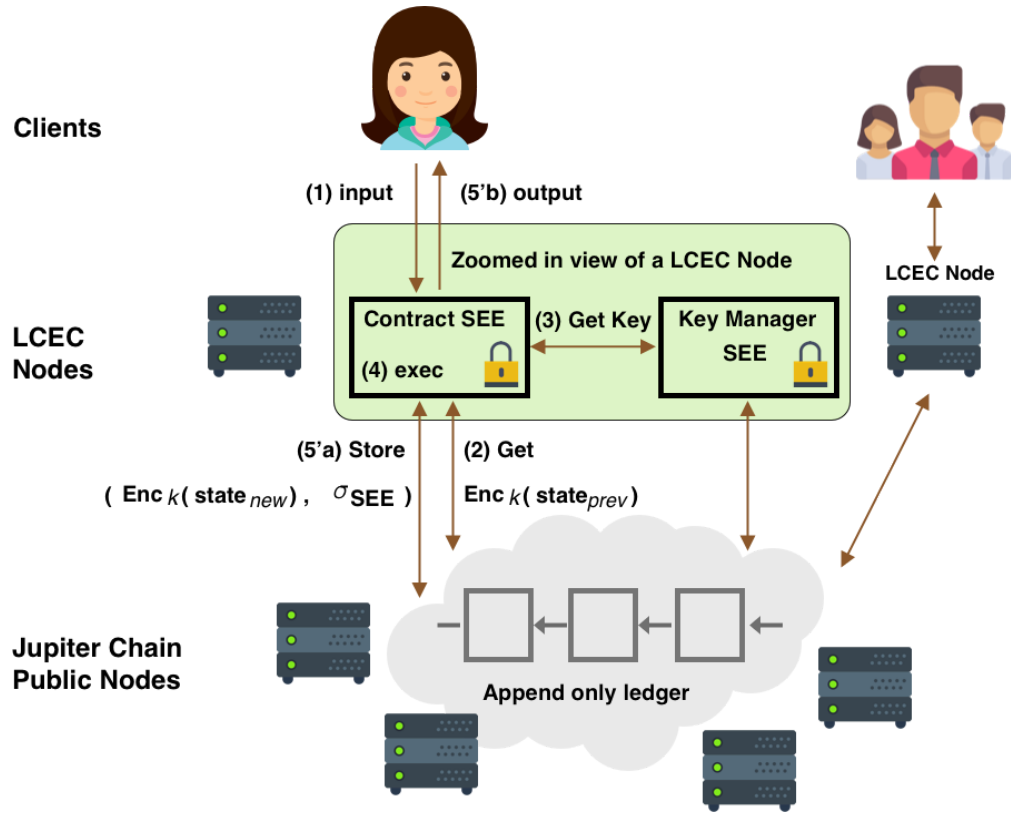 Clients
(1) input
(5'b) output
Zoomed in view of a LCEC Node
LCEC Node
LCEC
Nodes
Contract SEE
(4) exec
(3) Get Key
Key Manager
SEE
(5'a) Store
( Enc k ( state new ) , σ SEE )
(2) Get
Enc k ( state prev )
Jupiter Chain
Public Nodes
Append only ledger